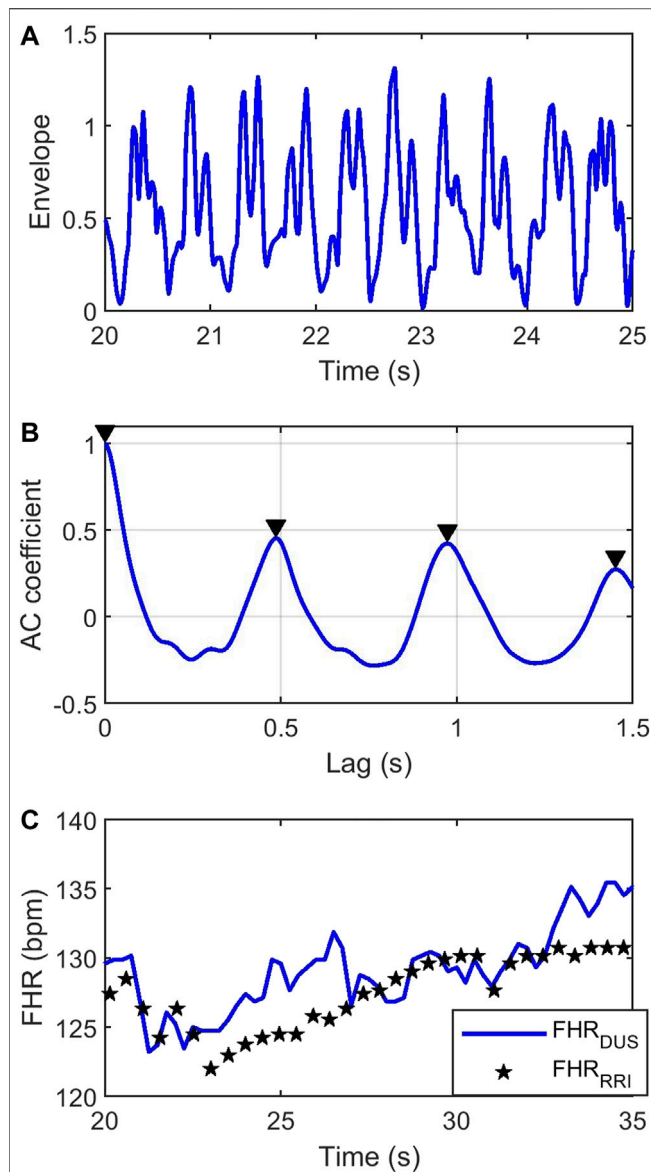 A
1.5
1
0.5
0
Envelope
20 21 22 23 24 25
Time (s)
B
1
0.5
0
-0.5
AC coefficient
0 0.5 1 1.5
Lag (s)
C
140
135
130
125
120
FHR (bpm)
FHR_DUS
FHR_RRI
20 25 30 35
Time (s)